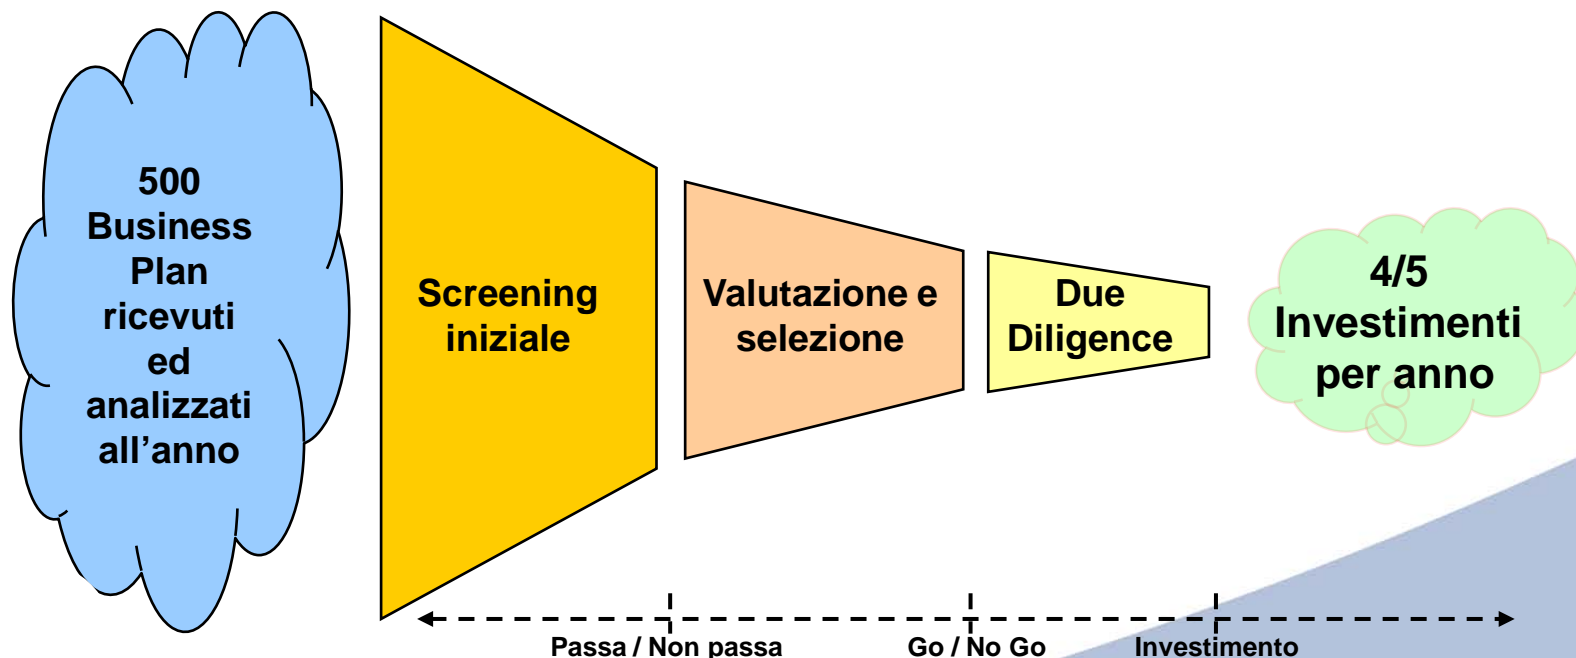 500
Business
Plan
ricevuti
ed
analizzati
all’anno
Screening
iniziale
Valutazione e
selezione
Due
Diligence
4/5
Investimenti
per anno
Passa / Non passa
Go / No Go
Investimento